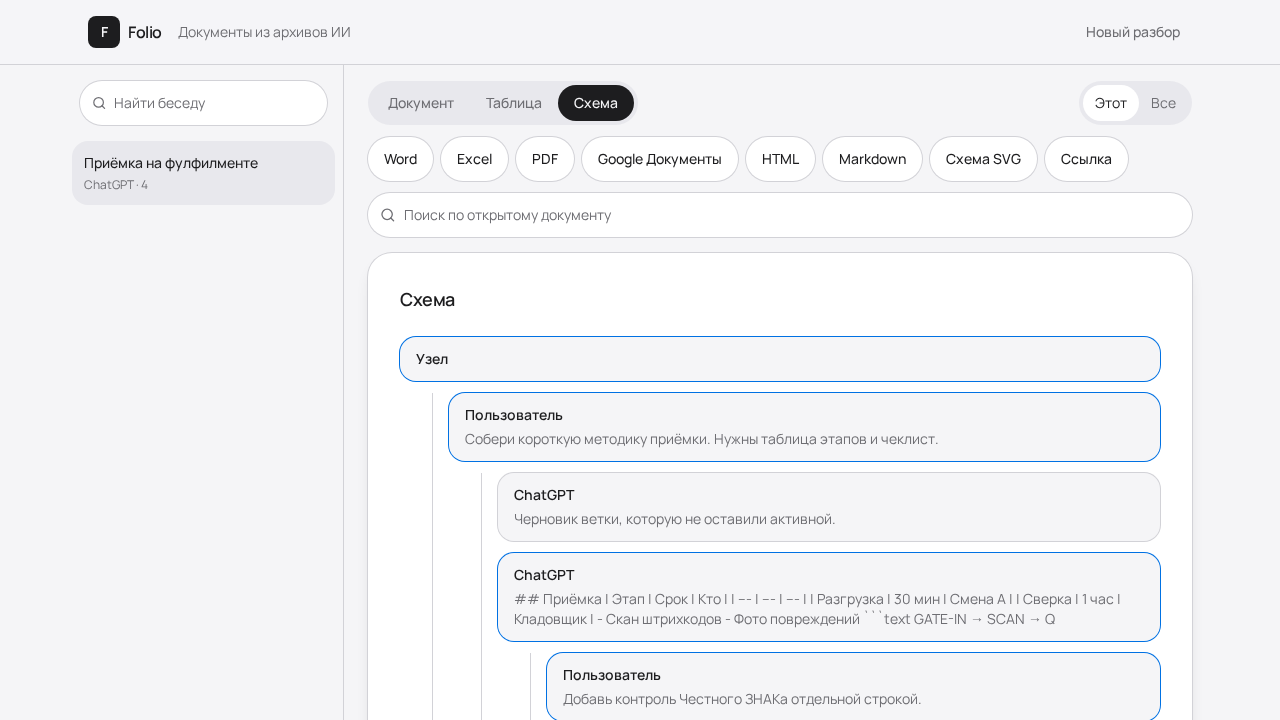 F Folio Документы из архивов ИИ Новый разбор
Найти беседу
Приёмка на фулфилменте
ChatGPT · 4
Документ Таблица Схема Этот Все
Word Excel PDF Google Документы HTML Markdown Схема SVG Ссылка
Поиск по открытому документу
Схема
Узел
Пользователь
Собери короткую методику приёмки. Нужны таблица этапов и чеклист.
ChatGPT
Черновик ветки, которую не оставили активной.
ChatGPT
## Приёмка | Этап | Срок | Кто | | --- | --- | --- | | Разгрузка | 30 мин | Смена А | | Сверка | 1 час |
Кладовщик | - Скан штрихкодов - Фото повреждений ```text GATE-IN → SCAN → Q
Пользователь
Добавь контроль Честного ЗНАКа отдельной строкой.